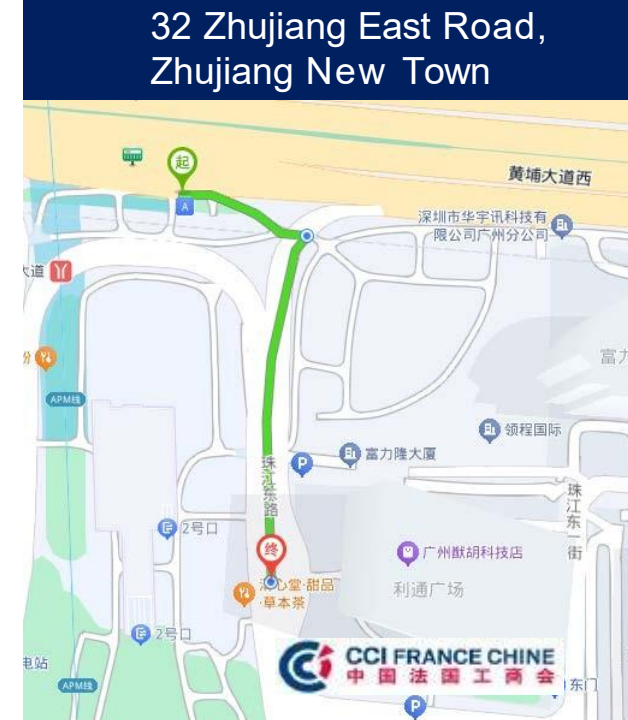 32 Zhujiang East Road,
Zhujiang New Town
起
黄埔大道西
A
深圳市华宇讯科技有
限公司广州分公司
大道
富力
APM线
领程国际
富力隆大厦
P
珠江东路
珠江东一街
2号口
终
广州猷胡科技店
心堂·甜品
·草本茶
利通广场
2号口
CCI FRANCE CHINE
中国法国工商会
电站
APM线
东门
P